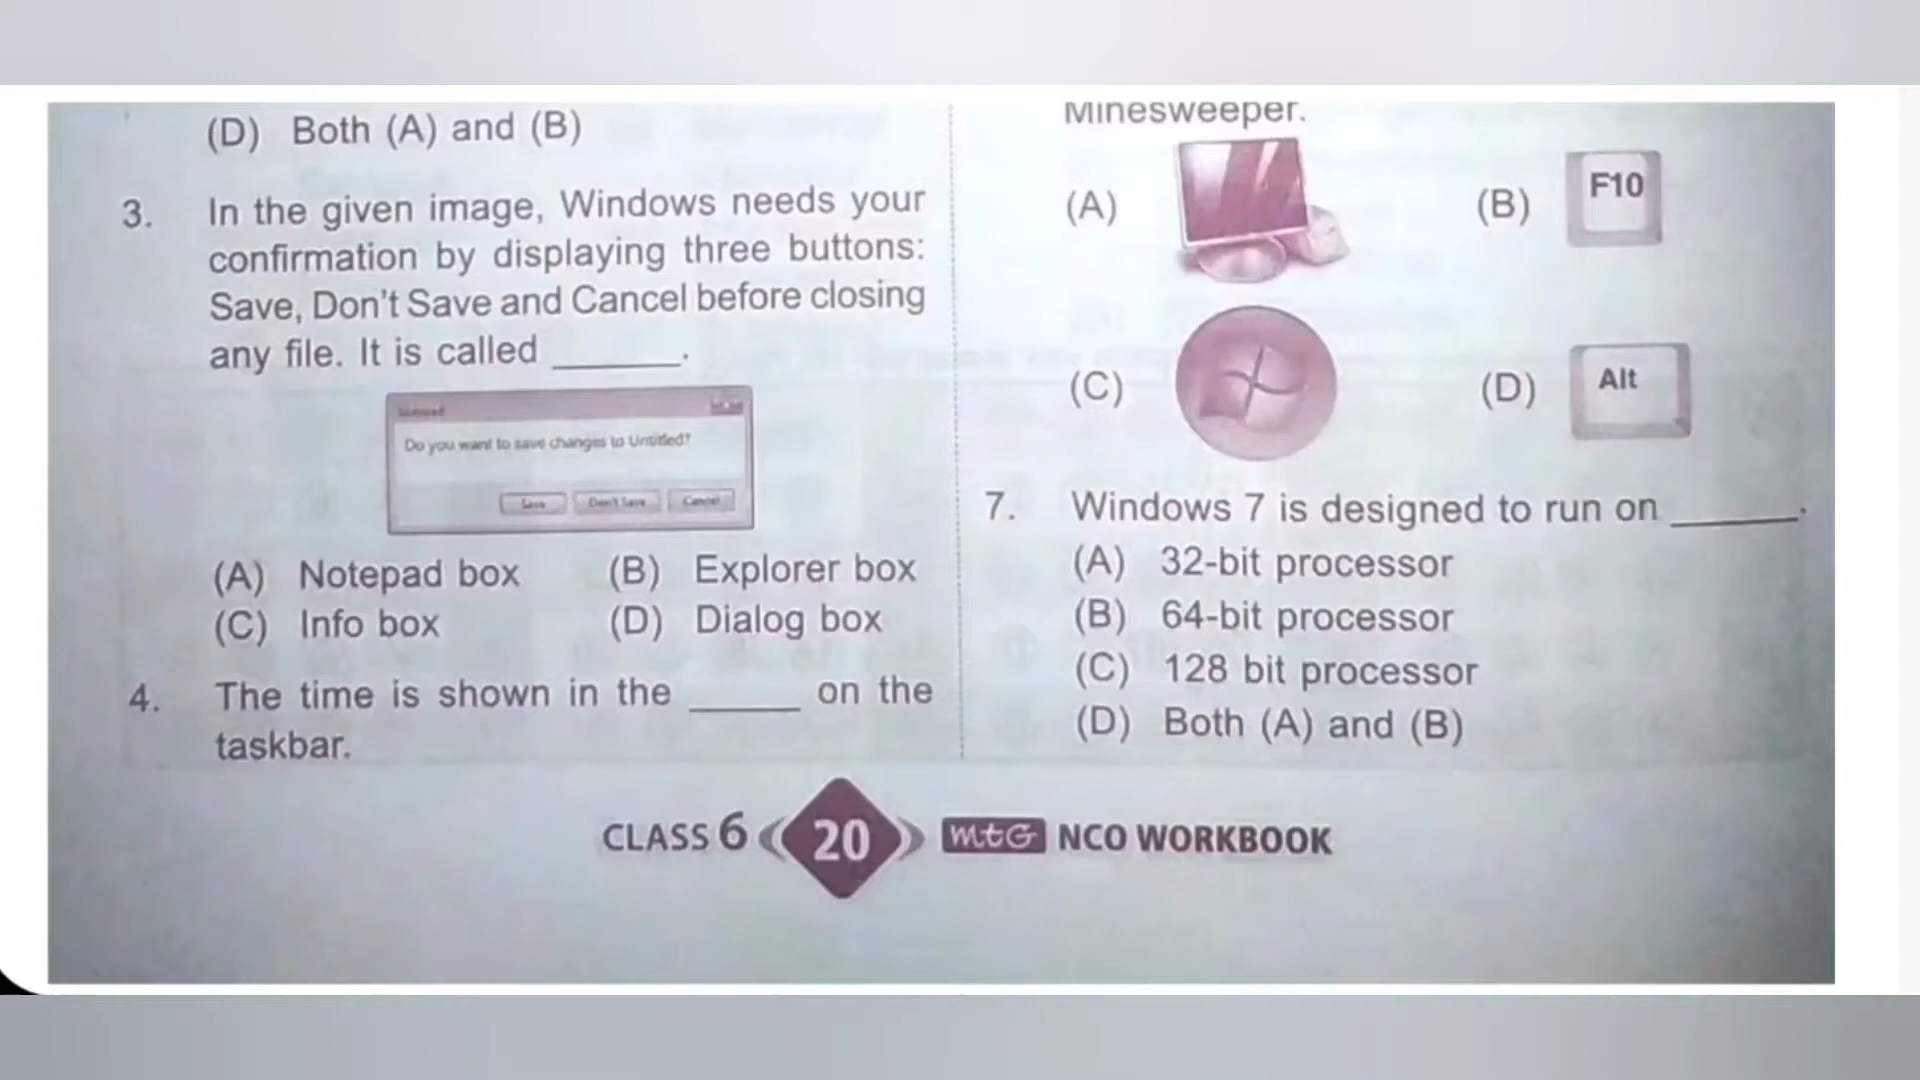 (D) Both (A) and (B)
3. In the given image, Windows needs your
confirmation by displaying three buttons:
Save, Don't Save and Cancel before closing
any file. It is called ______.
Do you want to save changes to Untitled?
Save Don't Save Cancel
(A) Notepad box (B) Explorer box
(C) Info box (D) Dialog box
4. The time is shown in the ______ on the
taskbar.
Minesweeper.
(A) (B) F10
(C) (D) Alt
7. Windows 7 is designed to run on ______.
(A) 32-bit processor
(B) 64-bit processor
(C) 128 bit processor
(D) Both (A) and (B)
CLASS 6 20 mtG NCO WORKBOOK